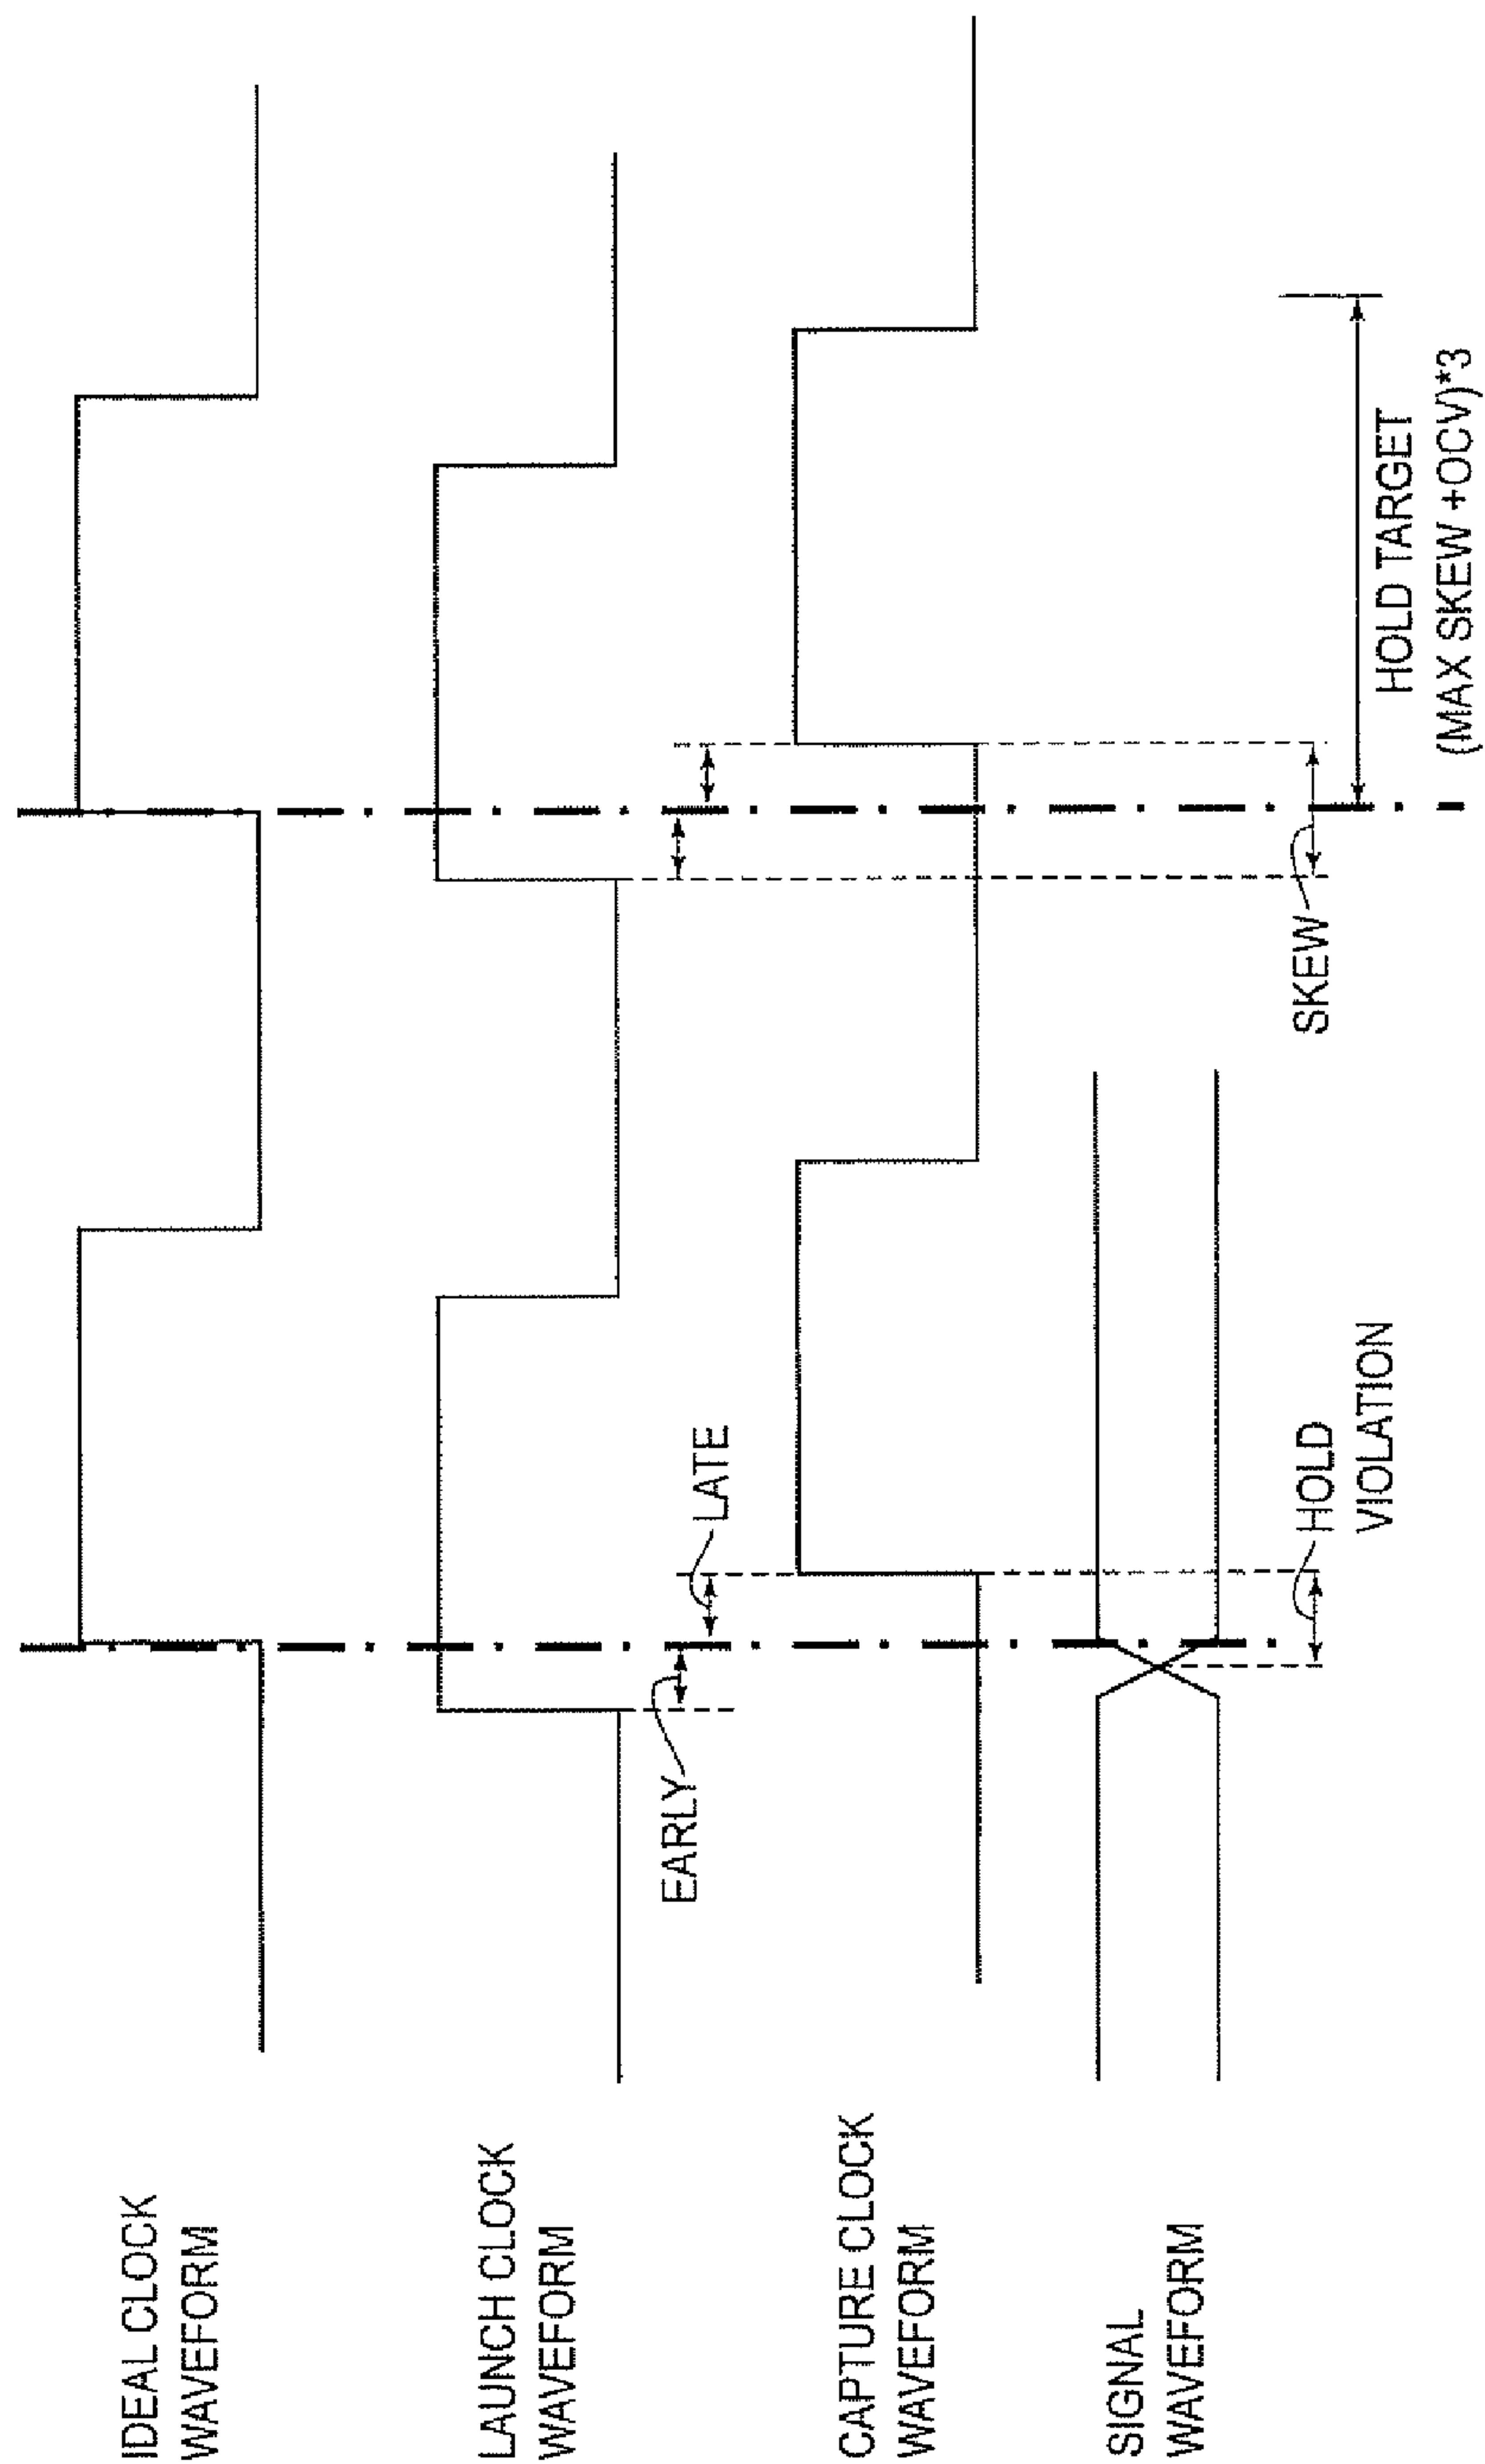 IDEAL CLOCK
WAVEFORM
LAUNCH CLOCK
WAVEFORM
EARLY
LATE
CAPTURE CLOCK
WAVEFORM
SIGNAL
WAVEFORM
HOLD
VIOLATION
SKEW
HOLD TARGET
(MAX SKEW +OCV)*3